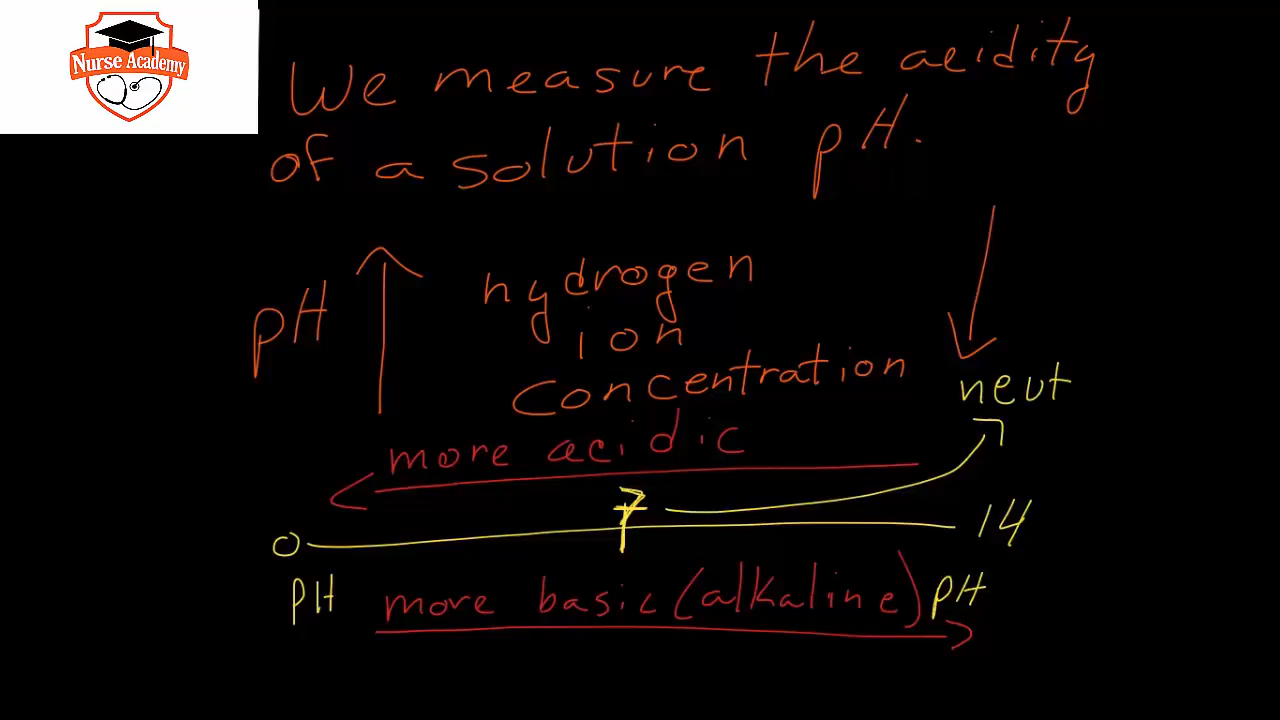 Nurse Academy
We measure the acidity
of a solution pH.
pH
hydrogen
ion
concentration
neut
more acidic
7
0
14
pH
more basic (alkaline)
pH